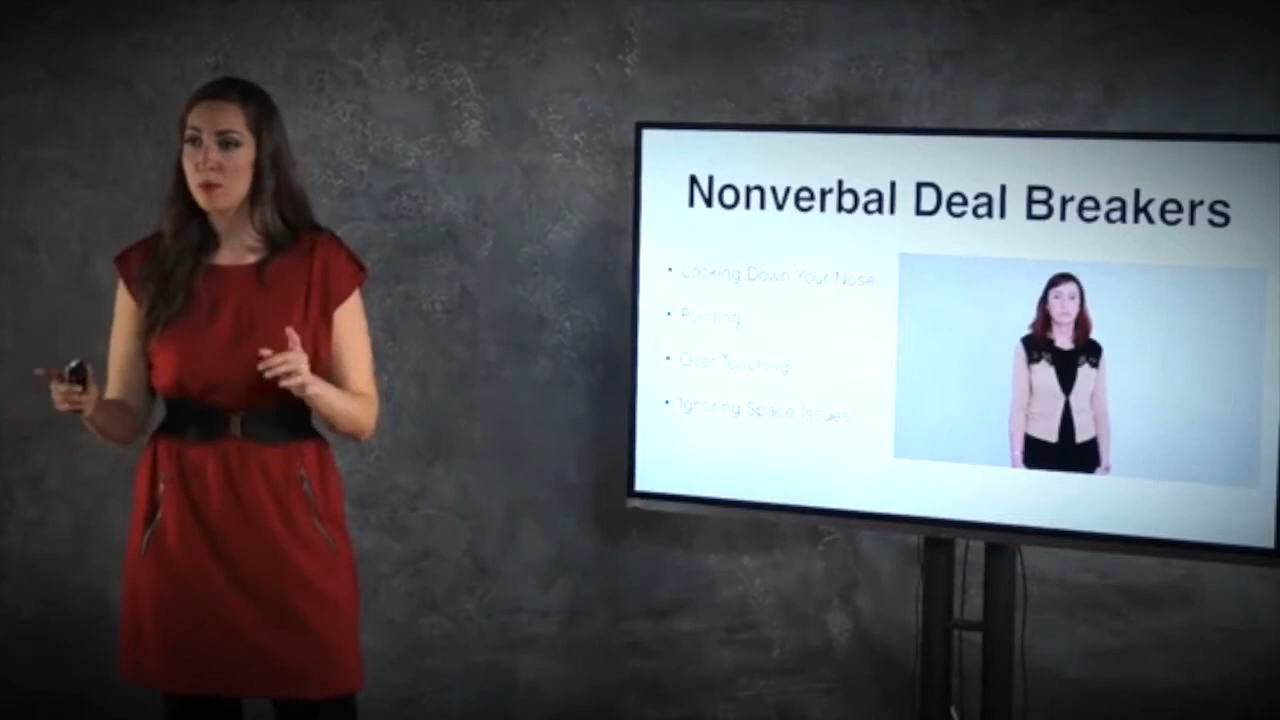 Nonverbal Deal Breakers
• Looking Down Your Nose
• Pointing
• Over Touching
• Ignoring Space Issues